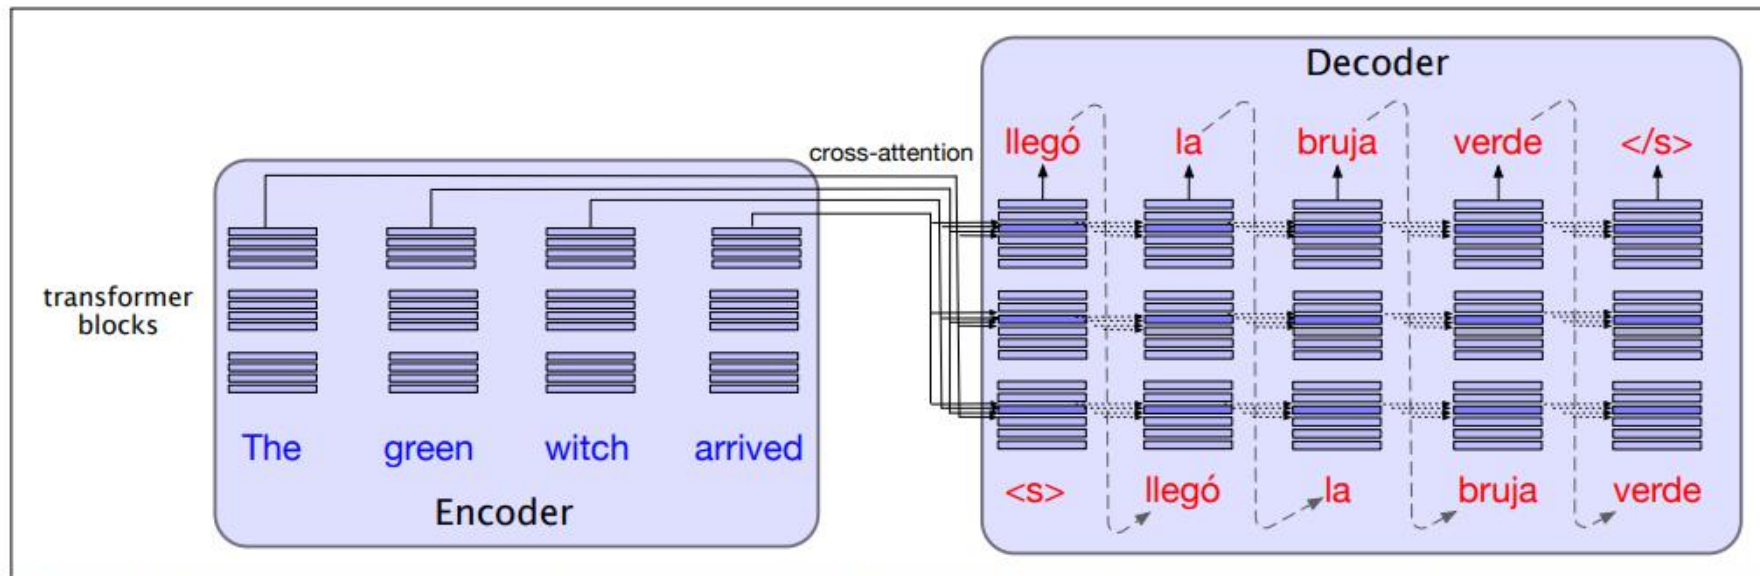 Decoder
llegó la bruja verde </s>
cross-attention
transformer
blocks
The green witch arrived
Encoder
<s> llegó la bruja verde